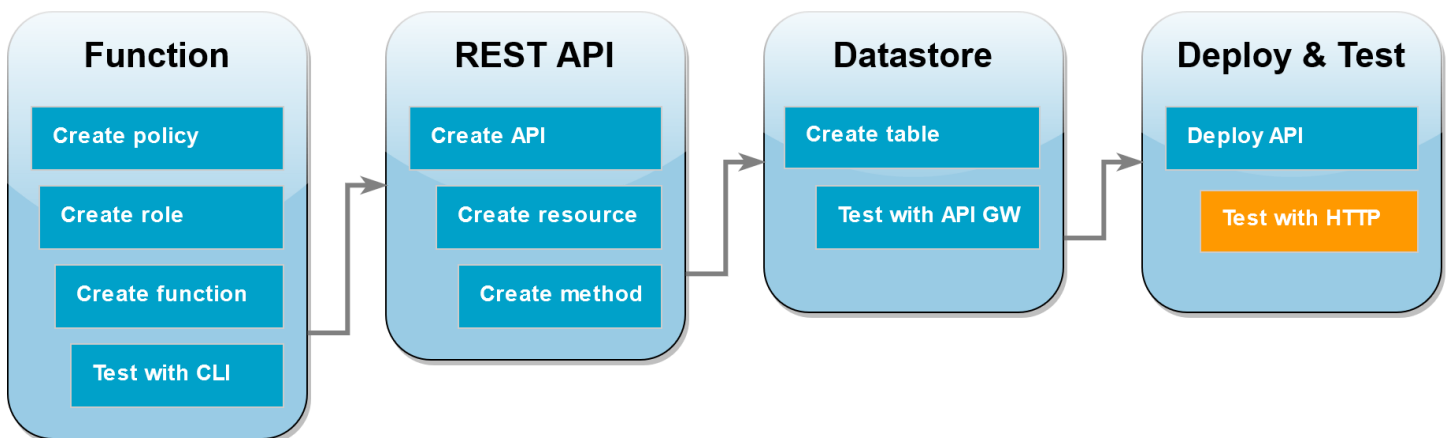 Function
Create policy
Create role
Create function
Test with CLI
REST API
Create API
Create resource
Create method
Datastore
Create table
Test with API GW
Deploy & Test
Deploy API
Test with HTTP